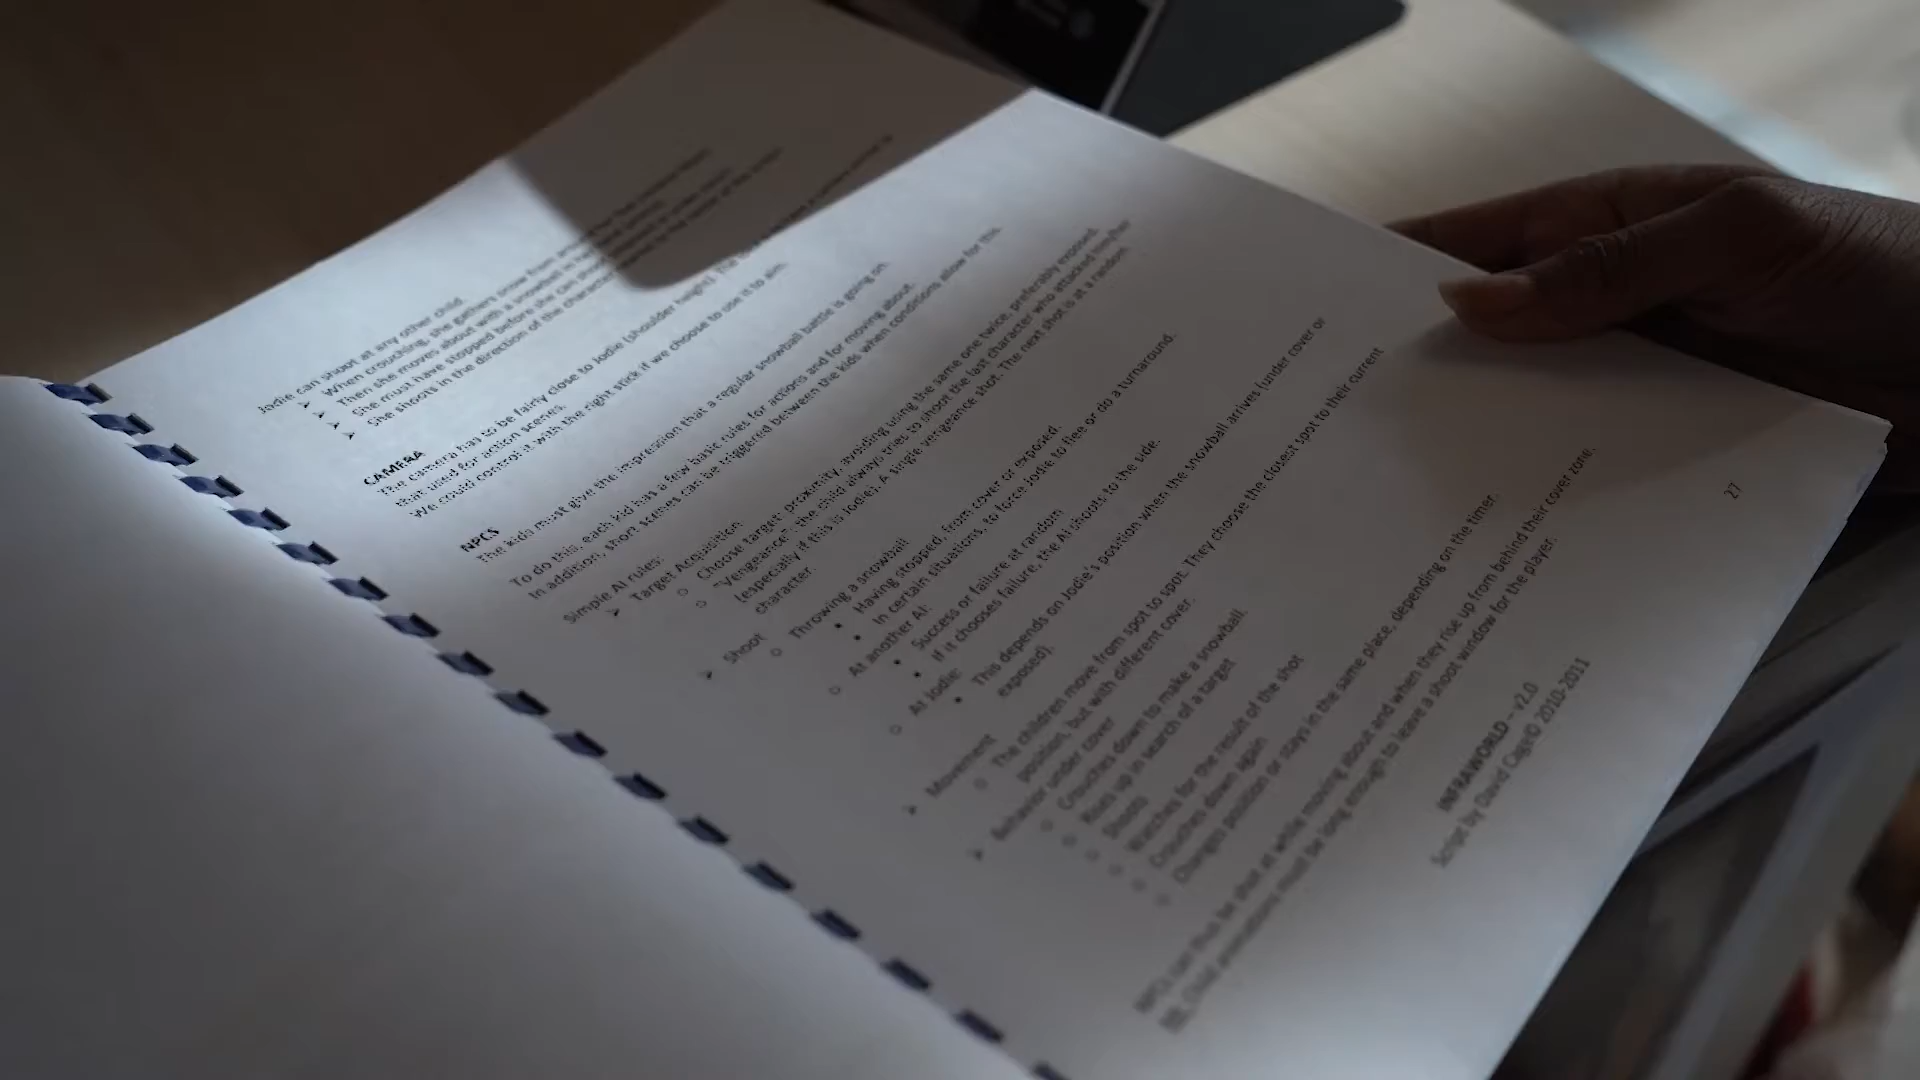 Jodie can shoot at any other child.
➢ When crouching, she gathers snow from
➢ Then she moves about with a snowball in
➢ She must have stopped before she can
➢ She shoots in the direction of the
CAMERA
The camera has to be fairly close to Jodie (shoulder height). The
that used for action scenes.
We could control it with the right stick if we choose to use it to aim.
NPCS
The kids must give the impression that a regular snowball battle is going on.
To do this, each kid has a few basic rules for actions and for moving about.
In addition, short scenes can be triggered between the kids when conditions allow for this.
Simple AI rules:
➢ Target Acquisition
○ Choose target: proximity, avoiding using the same one twice, preferably exposed.
○ "Vengeance": the child always tries to shoot the last character who attacked him/her
(especially if this is Jodie). A single vengeance shot. The next shot is at a random
character
➢ Shoot
○ Throwing a snowball
• Having stopped, from cover or exposed.
• In certain situations, to force Jodie to flee or do a turnaround.
○ At another AI:
• Success or failure at random
• If it chooses failure, the AI shoots to the side.
○ At Jodie:
• This depends on Jodie's position when the snowball arrives (under cover or
exposed).
➢ Movement
○ The children move from spot to spot. They choose the closest spot to their current
position, but with different cover.
➢ Behavior under cover
○ Crouches down to make a snowball.
○ Rises up in search of a target
○ Shoots
○ Watches for the result of the shot
○ Crouches down again
○ Changes position or stays in the same place, depending on the timer.
NPCs can thus be shot at while moving about and when they rise up from behind their cover zone.
NB: Child animations must be long enough to leave a shoot window for the player.
INFRAWORLD – v2.0
Script by David Cage© 2010-2011
27